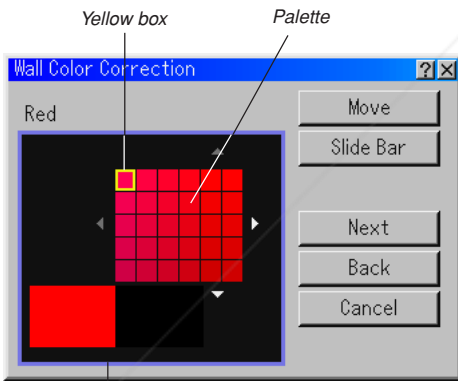 Yellow box
Palette
Wall Color Correction
Red
Move
Slide Bar
Next
Back
Cancel